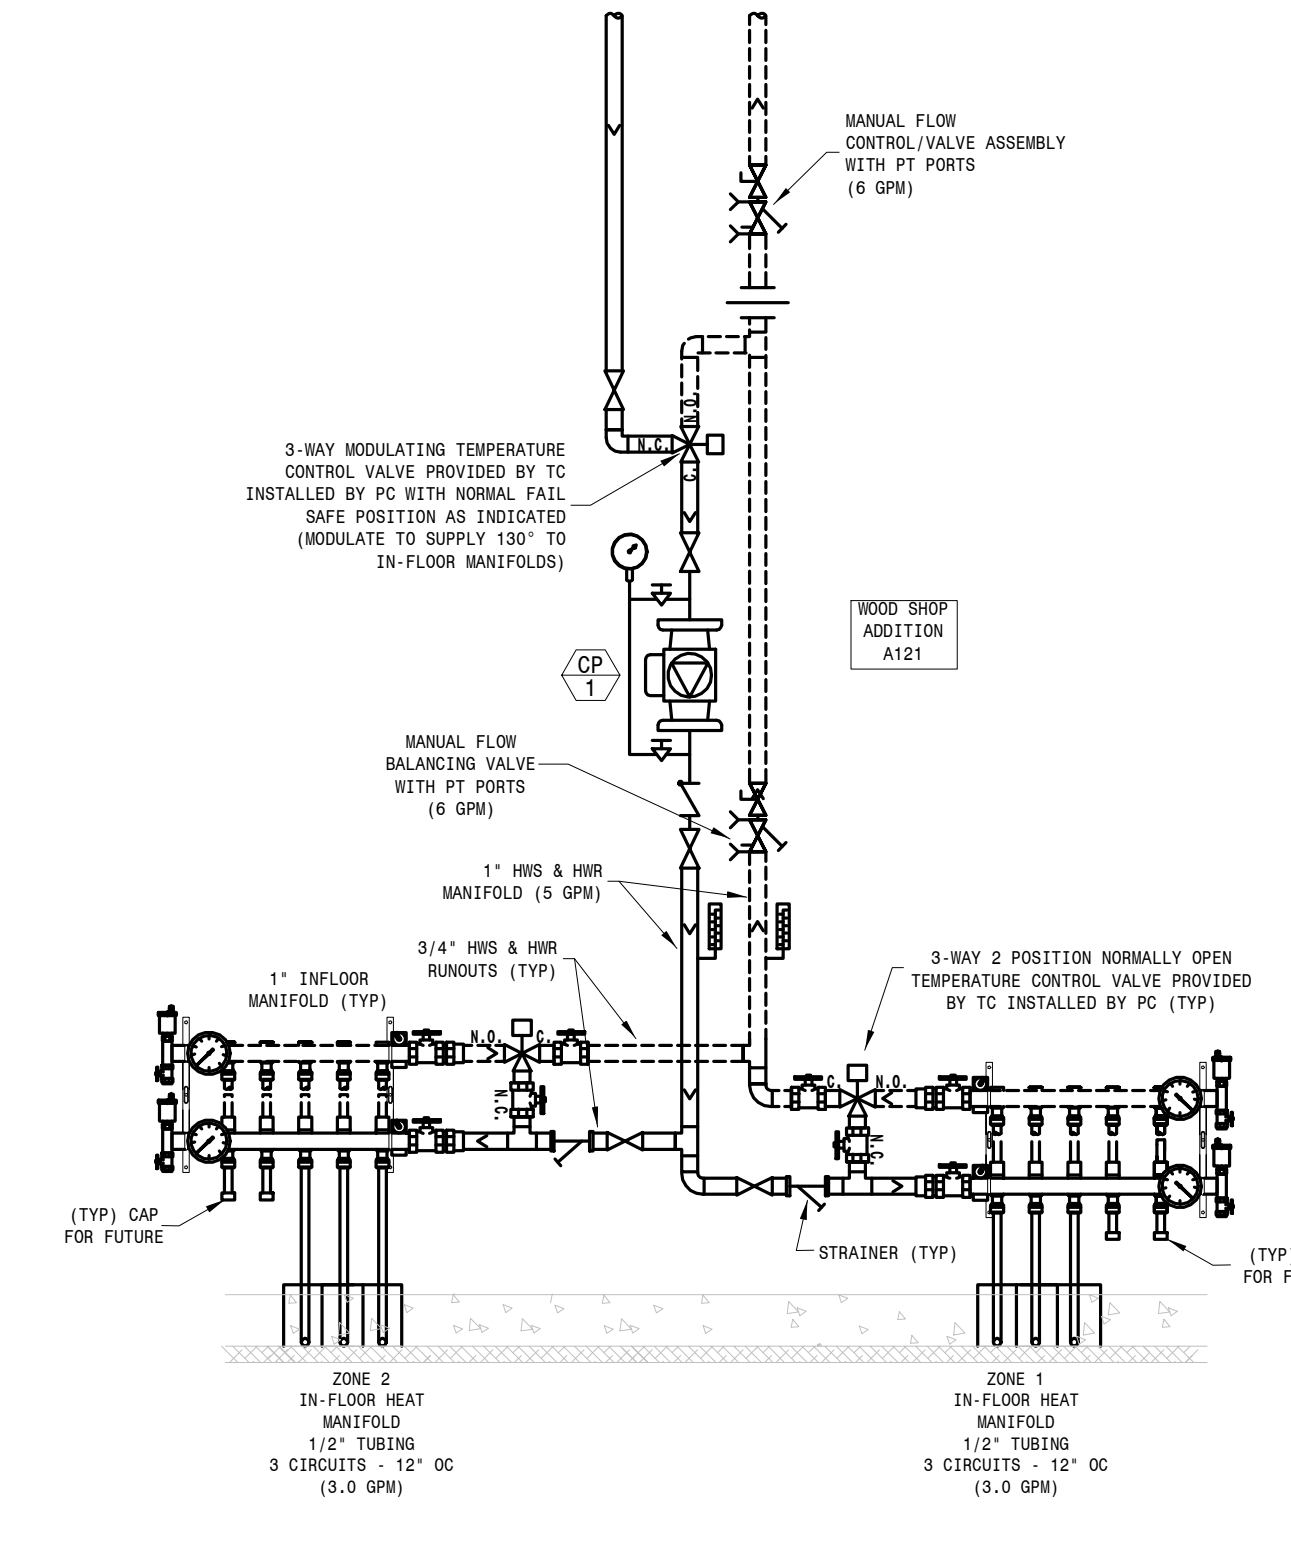 MANUAL FLOW
CONTROL/VALVE ASSEMBLY
WITH PT PORTS
(6 GPM)
N.O.
N.C.
C.
3-WAY MODULATING TEMPERATURE
CONTROL VALVE PROVIDED BY TC
INSTALLED BY PC WITH NORMAL FAIL
SAFE POSITION AS INDICATED
(MODULATE TO SUPPLY 130° TO
IN-FLOOR MANIFOLDS)
WOOD SHOP
ADDITION
A121
CP
1
MANUAL FLOW
BALANCING VALVE
WITH PT PORTS
(6 GPM)
1" HWS & HWR
MANIFOLD (5 GPM)
3/4" HWS & HWR
RUNOUTS (TYP)
1" INFLOOR
MANIFOLD (TYP)
3-WAY 2 POSITION NORMALLY OPEN
TEMPERATURE CONTROL VALVE PROVIDED
BY TC INSTALLED BY PC (TYP)
N.O.
C.
N.C.
C.
N.O.
N.C.
(TYP) CAP
FOR FUTURE
STRAINER (TYP)
(TYP)
FOR F
ZONE 2
IN-FLOOR HEAT
MANIFOLD
1/2" TUBING
3 CIRCUITS - 12" OC
(3.0 GPM)
ZONE 1
IN-FLOOR HEAT
MANIFOLD
1/2" TUBING
3 CIRCUITS - 12" OC
(3.0 GPM)